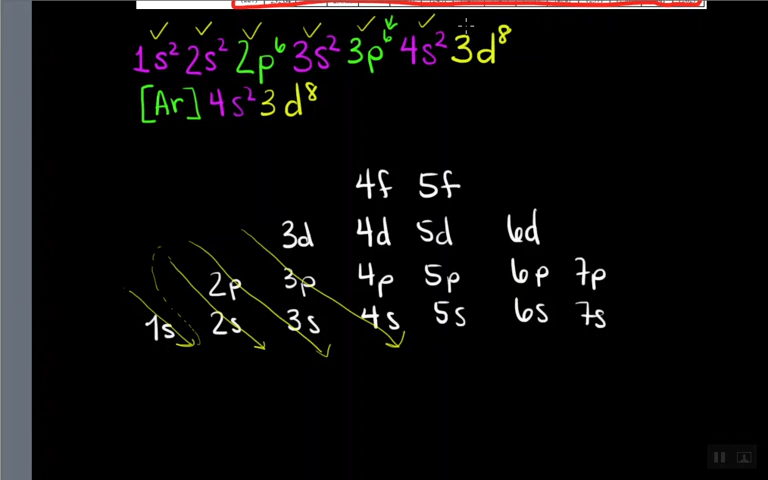 1s² 2s² 2p⁶ 3s² 3p⁶ 4s² 3d⁸
[Ar] 4s² 3d⁸
4f 5f
3d 4d 5d 6d
2p 3p 4p 5p 6p 7p
1s 2s 3s 4s 5s 6s 7s